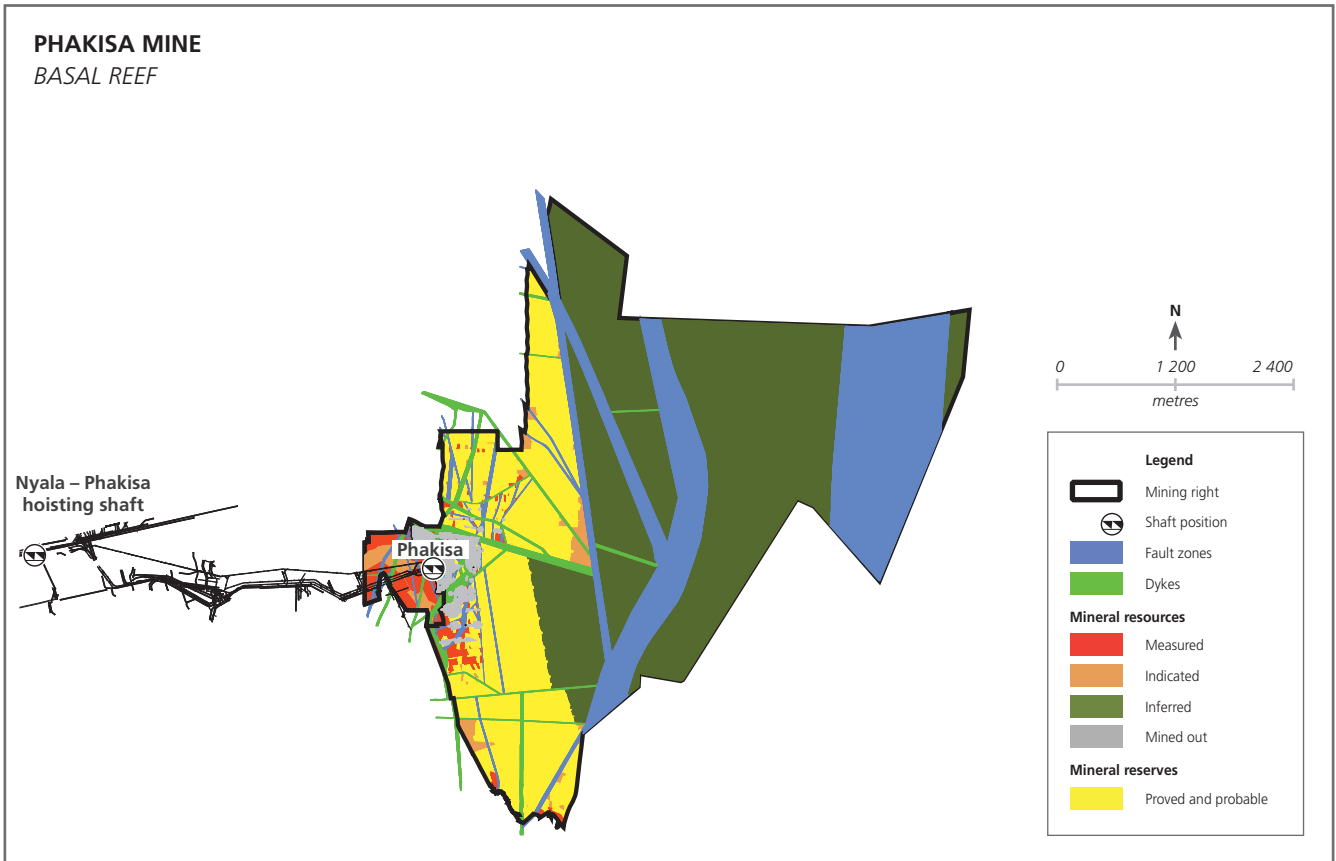 PHAKISA MINE
BASAL REEF
N
0 1 200 2 400
metres
Nyala – Phakisa
hoisting shaft
Phakisa
Legend
Mining right
Shaft position
Fault zones
Dykes
Mineral resources
Measured
Indicated
Inferred
Mined out
Mineral reserves
Proved and probable